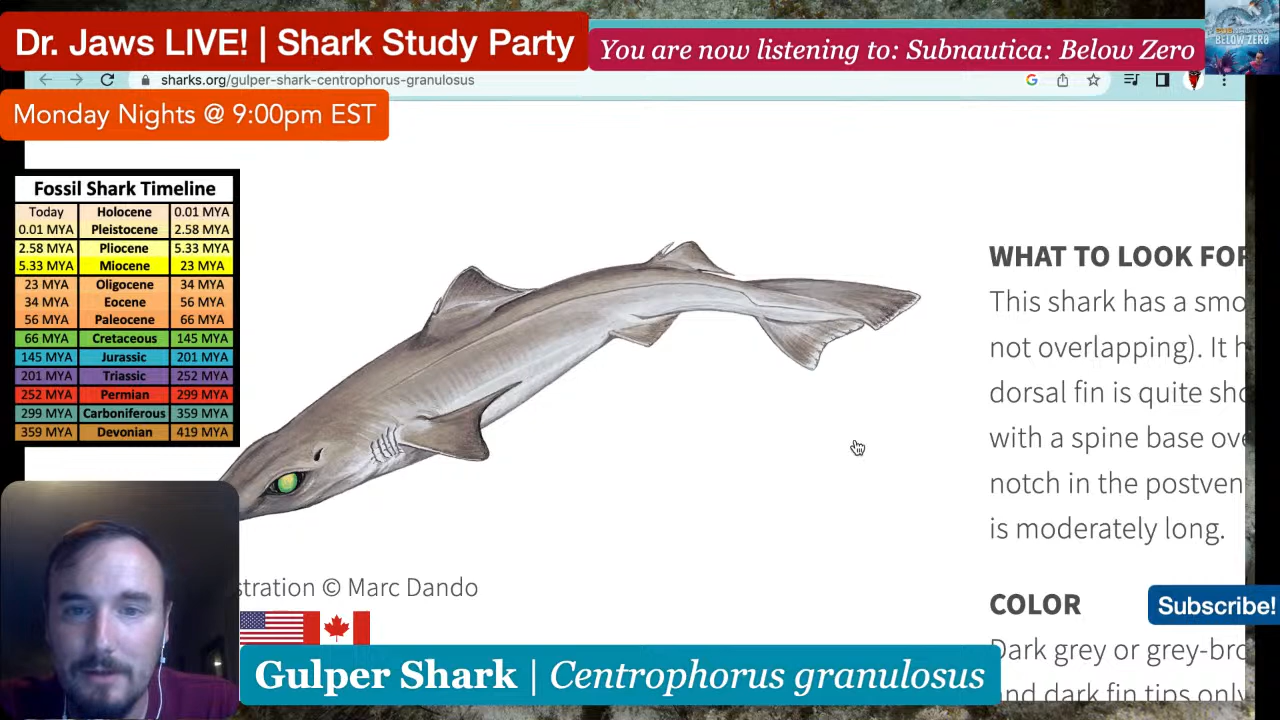 Dr. Jaws LIVE! | Shark Study Party
You are now listening to: Subnautica: Below Zero
BELOW ZERO
sharks.org/gulper-shark-centrophorus-granulosus
Monday Nights @ 9:00pm EST
Fossil Shark Timeline
Today Holocene 0.01 MYA
0.01 MYA Pleistocene 2.58 MYA
2.58 MYA Pliocene 5.33 MYA
5.33 MYA Miocene 23 MYA
23 MYA Oligocene 34 MYA
34 MYA Eocene 56 MYA
56 MYA Paleocene 66 MYA
66 MYA Cretaceous 145 MYA
145 MYA Jurassic 201 MYA
201 MYA Triassic 252 MYA
252 MYA Permian 299 MYA
299 MYA Carboniferous 359 MYA
359 MYA Devonian 419 MYA
WHAT TO LOOK FOR
This shark has a smo
not overlapping). It h
dorsal fin is quite sho
with a spine base ove
notch in the postven
is moderately long.
stration © Marc Dando
COLOR
Subscribe!
Dark grey or grey-bro
and dark fin tips only
Gulper Shark | Centrophorus granulosus